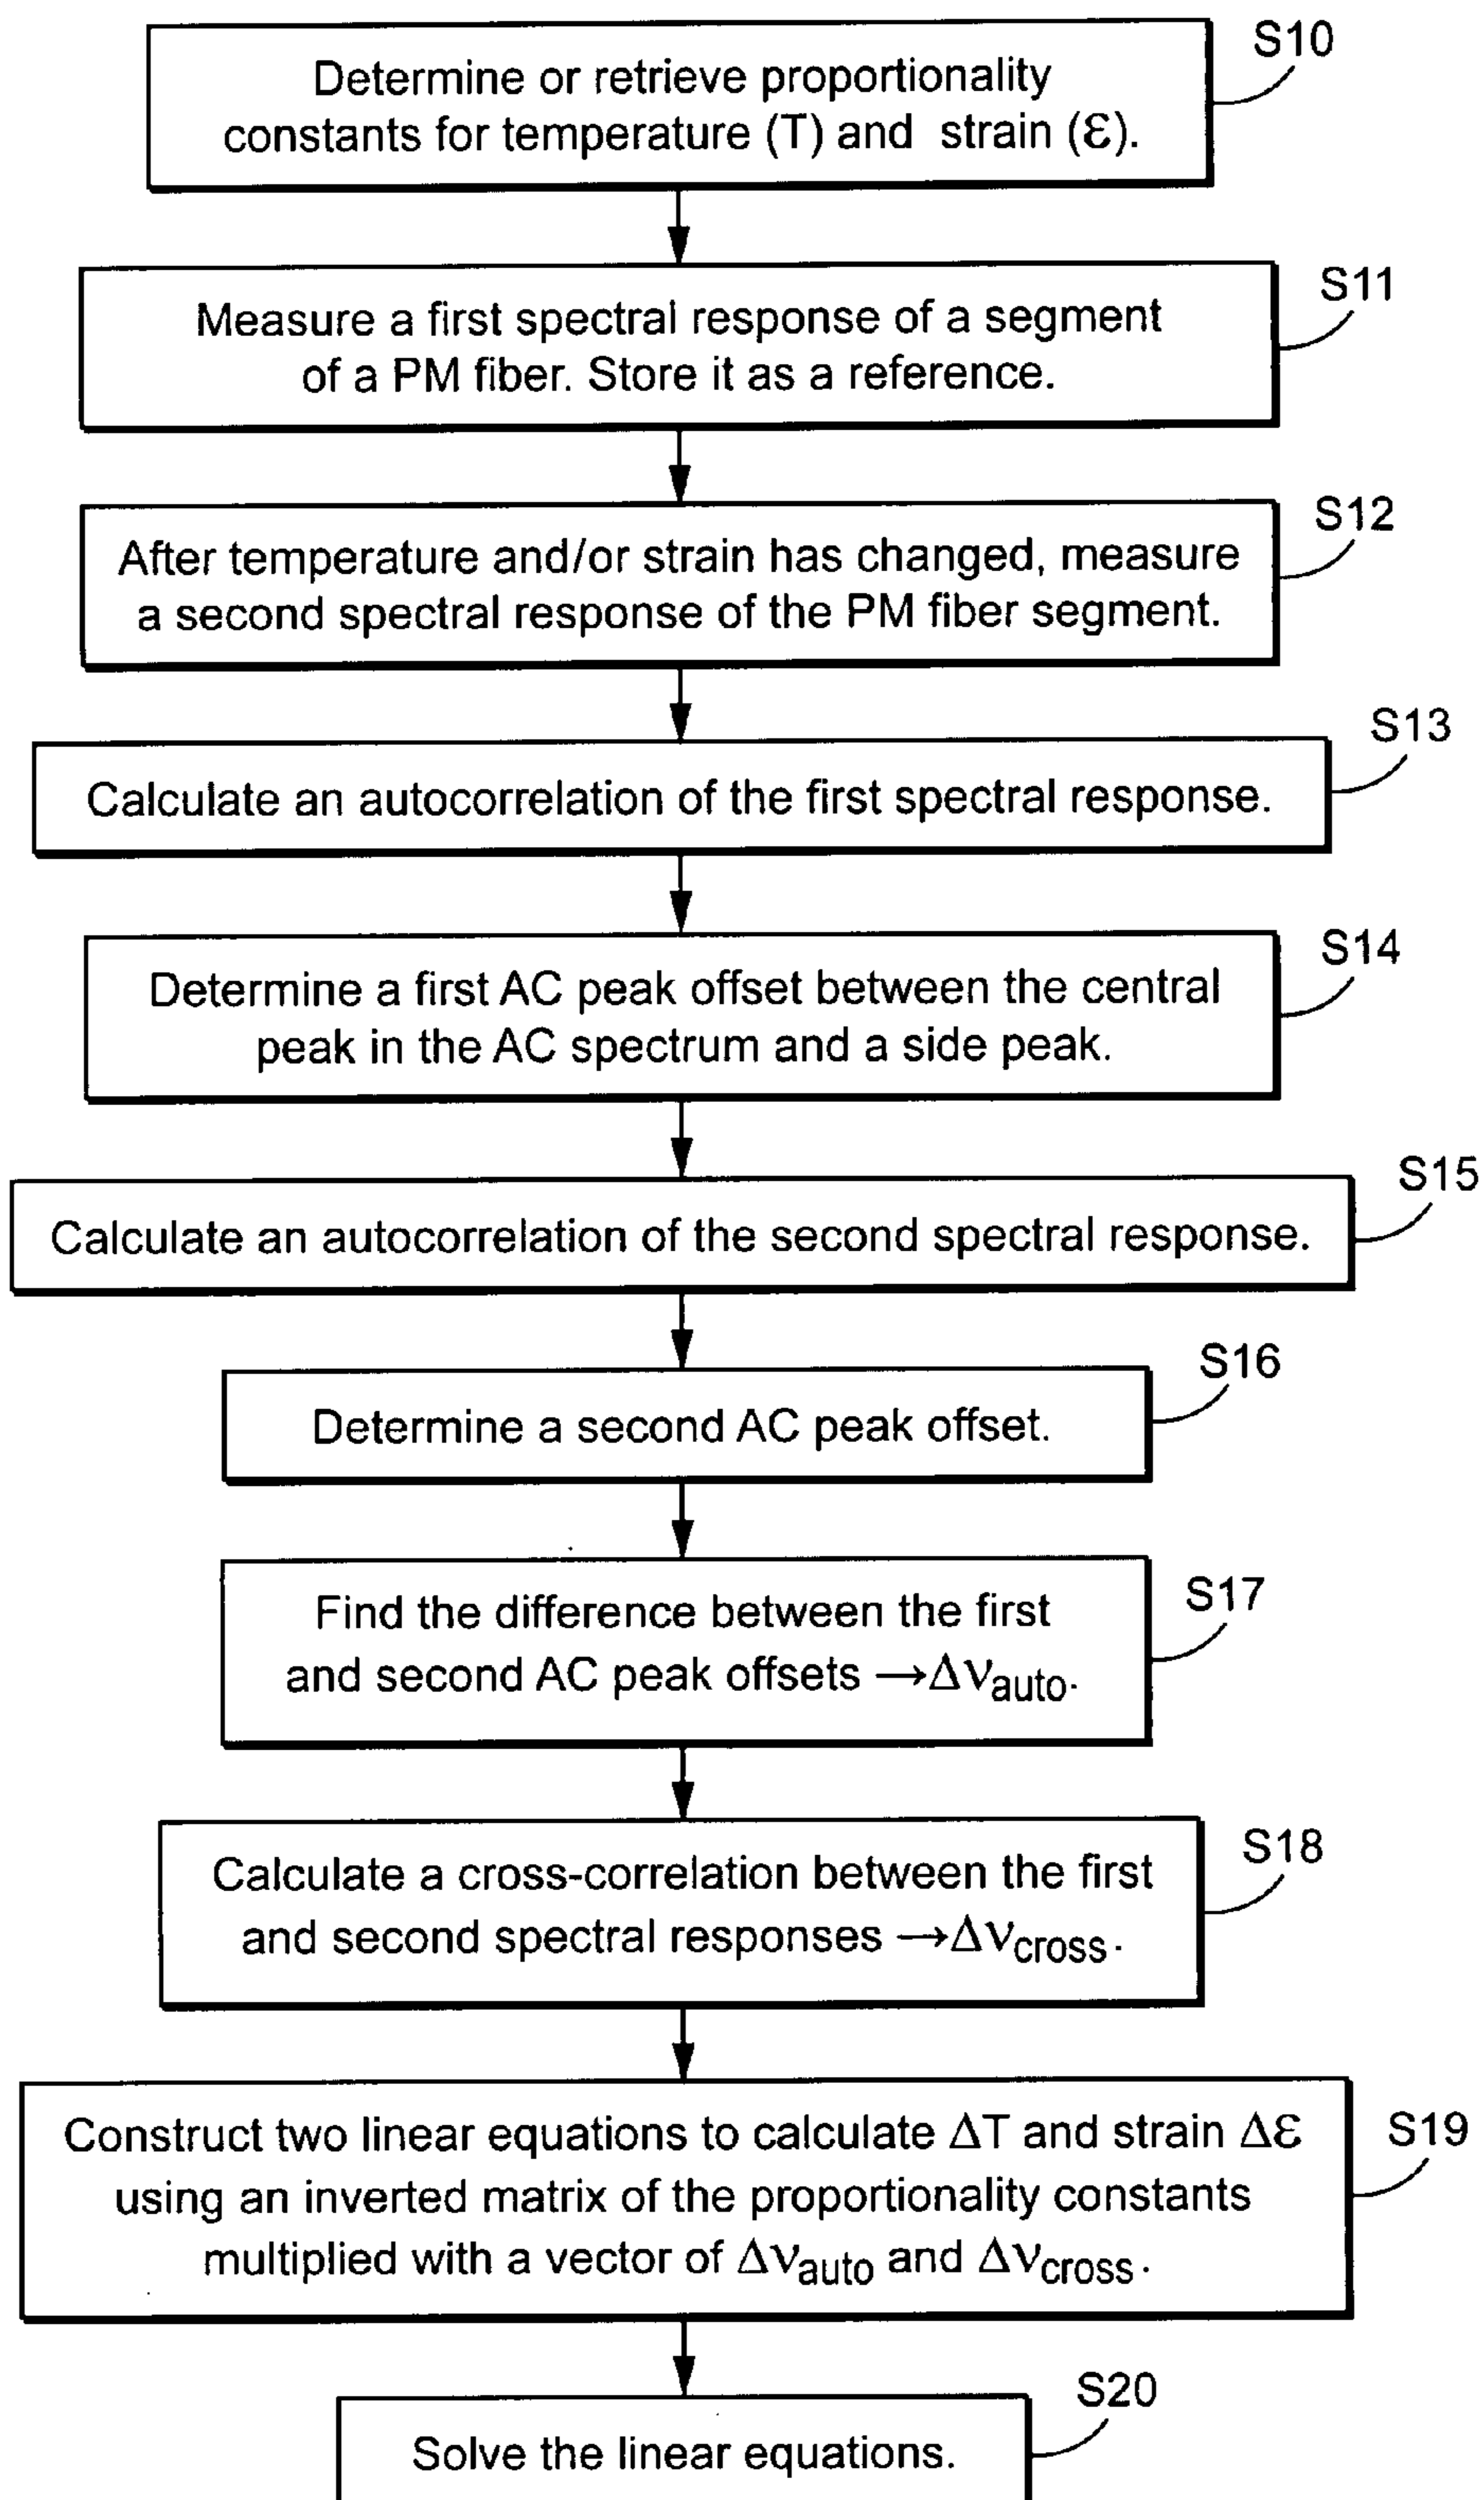 S10
Determine or retrieve proportionality
constants for temperature (T) and strain (ε).
S11
Measure a first spectral response of a segment
of a PM fiber. Store it as a reference.
S12
After temperature and/or strain has changed, measure
a second spectral response of the PM fiber segment.
S13
Calculate an autocorrelation of the first spectral response.
S14
Determine a first AC peak offset between the central
peak in the AC spectrum and a side peak.
S15
Calculate an autocorrelation of the second spectral response.
S16
Determine a second AC peak offset.
S17
Find the difference between the first
and second AC peak offsets →Δν_auto.
S18
Calculate a cross-correlation between the first
and second spectral responses →Δν_cross.
S19
Construct two linear equations to calculate ΔT and strain Δε
using an inverted matrix of the proportionality constants
multiplied with a vector of Δν_auto and Δν_cross.
S20
Solve the linear equations.